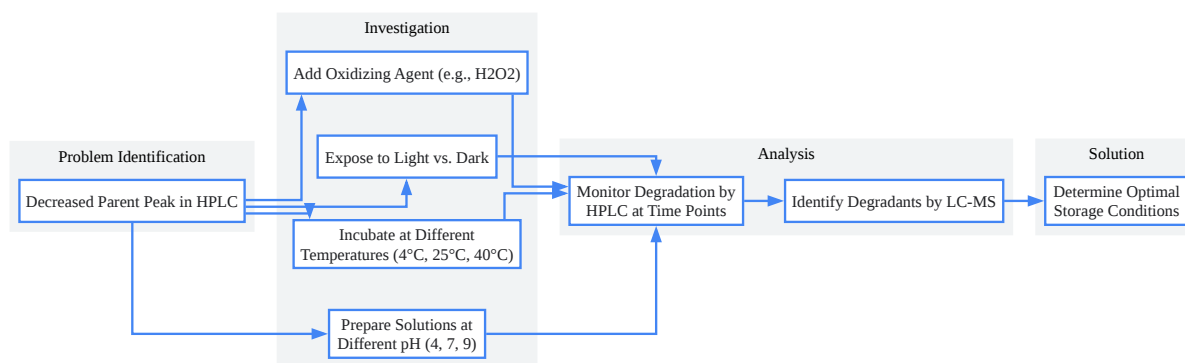 Problem Identification
Decreased Parent Peak in HPLC
Investigation
Add Oxidizing Agent (e.g., H2O2)
Expose to Light vs. Dark
Incubate at Different
Temperatures (4°C, 25°C, 40°C)
Prepare Solutions at
Different pH (4, 7, 9)
Analysis
Monitor Degradation by
HPLC at Time Points
Identify Degradants by LC-MS
Solution
Determine Optimal
Storage Conditions